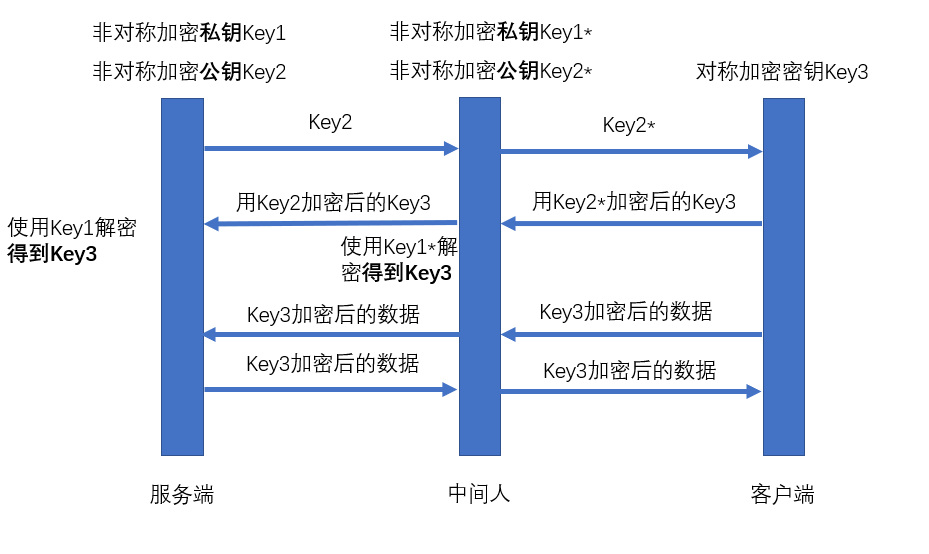 非对称加密私钥Key1
非对称加密私钥Key1*
非对称加密公钥Key2
非对称加密公钥Key2*
对称加密密钥Key3
Key2
Key2*
用Key2加密后的Key3
用Key2*加密后的Key3
使用Key1解密
得到Key3
使用Key1*解
密得到Key3
Key3加密后的数据
Key3加密后的数据
Key3加密后的数据
Key3加密后的数据
服务端
中间人
客户端